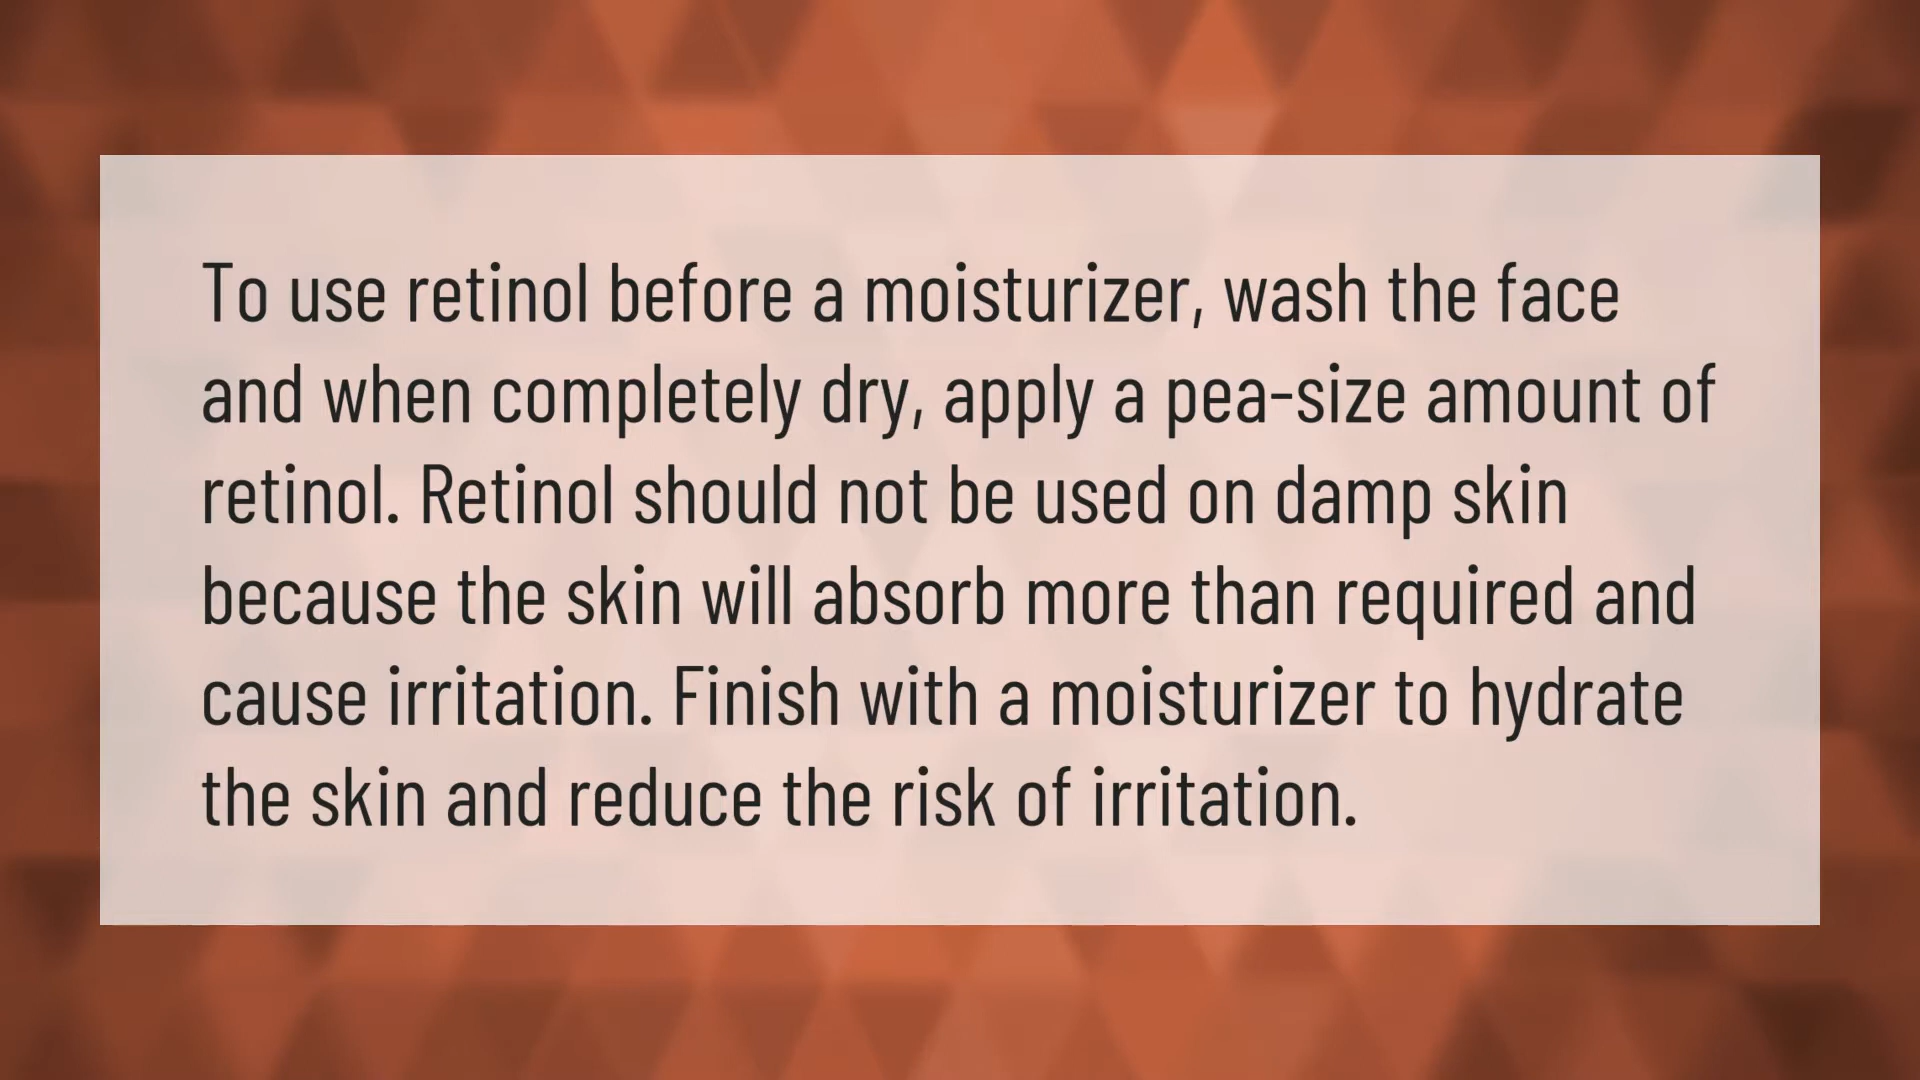 To use retinol before a moisturizer, wash the face
and when completely dry, apply a pea-size amount of
retinol. Retinol should not be used on damp skin
because the skin will absorb more than required and
cause irritation. Finish with a moisturizer to hydrate
the skin and reduce the risk of irritation.